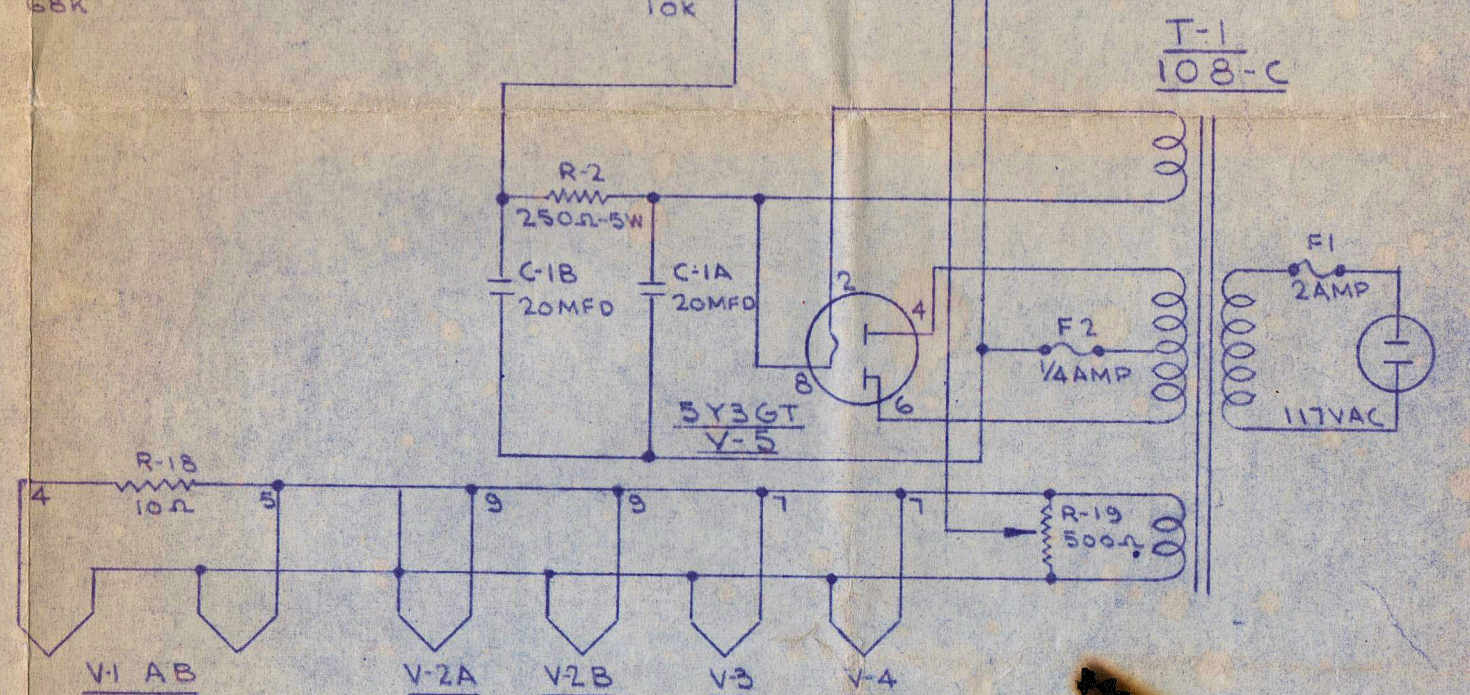 68K
10K
T-1
108-C
R-2
250Ω-5W
C-1B
20MFD
C-1A
20MFD
2
4
8
6
5Y3GT
V-5
F2
1/4AMP
F1
2AMP
117VAC
R-18
10Ω
4
5
9
9
7
7
R-19
500Ω
V-1 AB
V-2A
V-2B
V-3
V-4